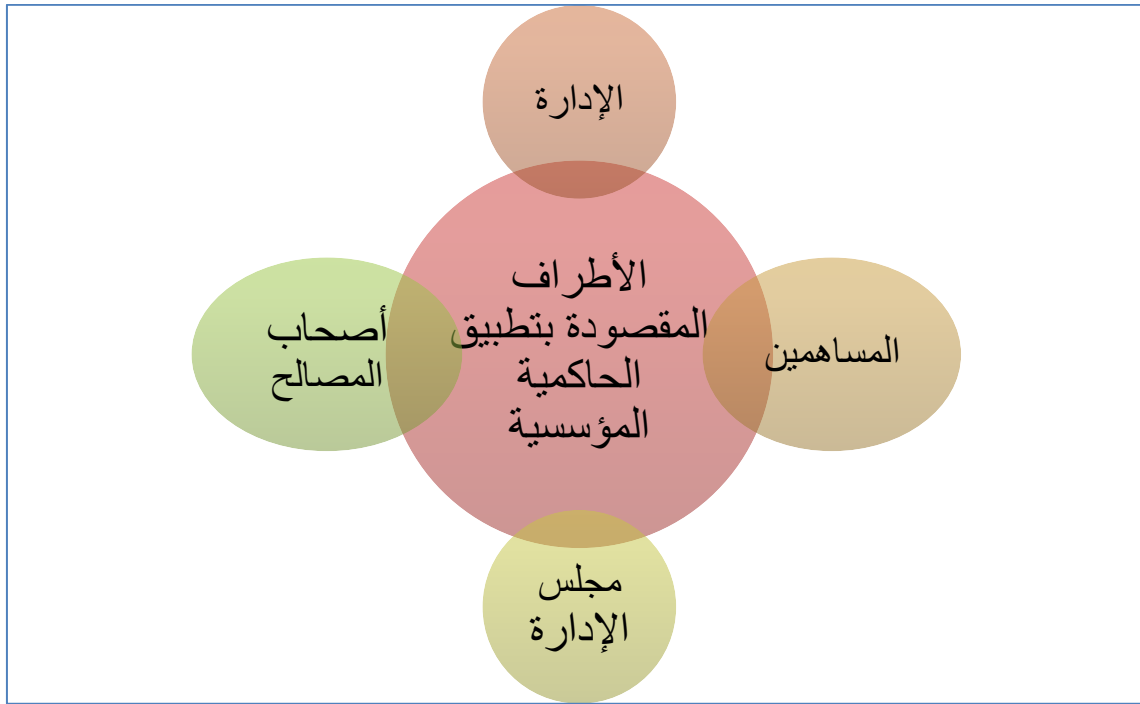 الإدارة
الأطراف
المقصودة بتطبيق
الحاكمية
المؤسسية
المساهمين
أصحاب
المصالح
مجلس
الإدارة